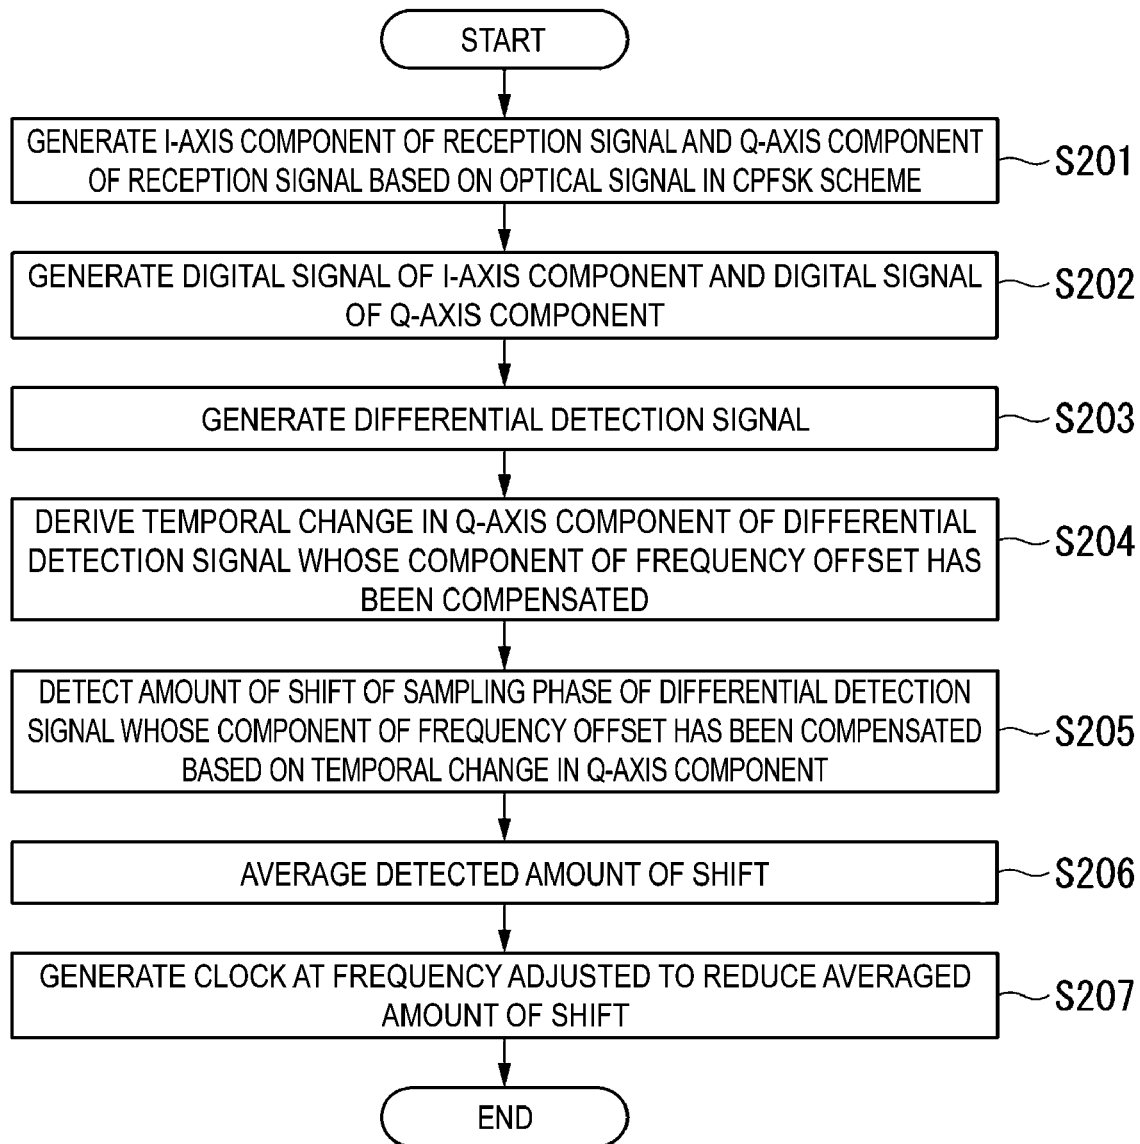 START
GENERATE I-AXIS COMPONENT OF RECEPTION SIGNAL AND Q-AXIS COMPONENT
OF RECEPTION SIGNAL BASED ON OPTICAL SIGNAL IN CPFSK SCHEME
S201
GENERATE DIGITAL SIGNAL OF I-AXIS COMPONENT AND DIGITAL SIGNAL
OF Q-AXIS COMPONENT
S202
GENERATE DIFFERENTIAL DETECTION SIGNAL
S203
DERIVE TEMPORAL CHANGE IN Q-AXIS COMPONENT OF DIFFERENTIAL
DETECTION SIGNAL WHOSE COMPONENT OF FREQUENCY OFFSET HAS
BEEN COMPENSATED
S204
DETECT AMOUNT OF SHIFT OF SAMPLING PHASE OF DIFFERENTIAL DETECTION
SIGNAL WHOSE COMPONENT OF FREQUENCY OFFSET HAS BEEN COMPENSATED
BASED ON TEMPORAL CHANGE IN Q-AXIS COMPONENT
S205
AVERAGE DETECTED AMOUNT OF SHIFT
S206
GENERATE CLOCK AT FREQUENCY ADJUSTED TO REDUCE AVERAGED
AMOUNT OF SHIFT
S207
END